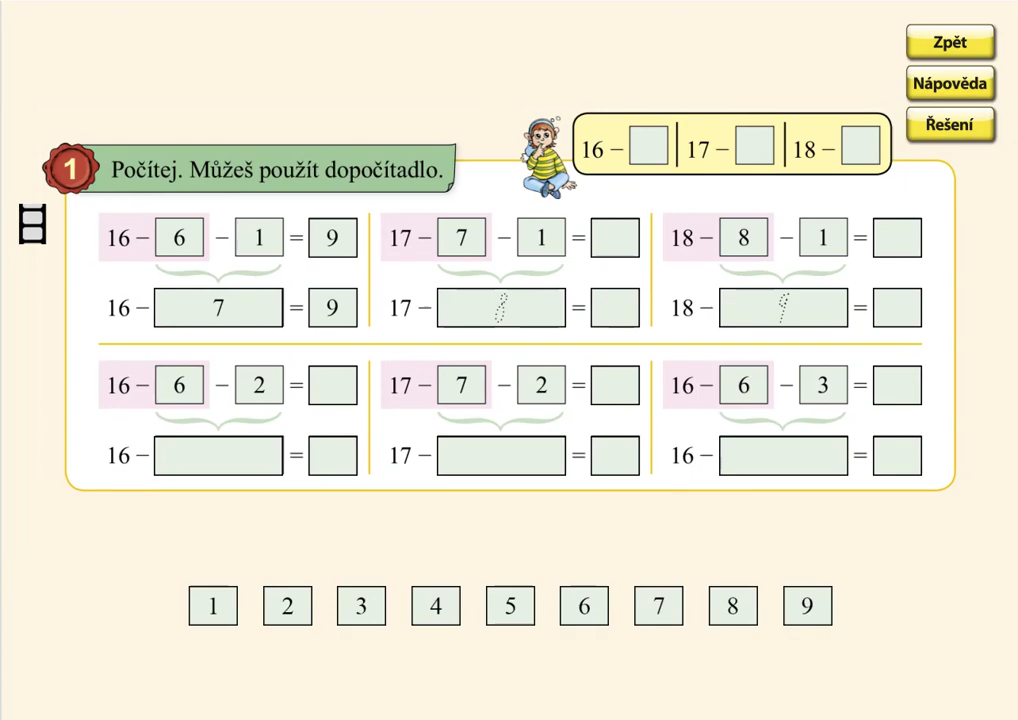 Zpět
Nápověda
Řešení
16 − | 17 − | 18 −
1 Počítej. Můžeš použít dopočítadlo.
16 − 6 − 1 = 9 17 − 7 − 1 = 18 − 8 − 1 =
16 − 7 = 9 17 − 8 = 18 − 9 =
16 − 6 − 2 = 17 − 7 − 2 = 16 − 6 − 3 =
16 − = 17 − = 16 − =
1 2 3 4 5 6 7 8 9